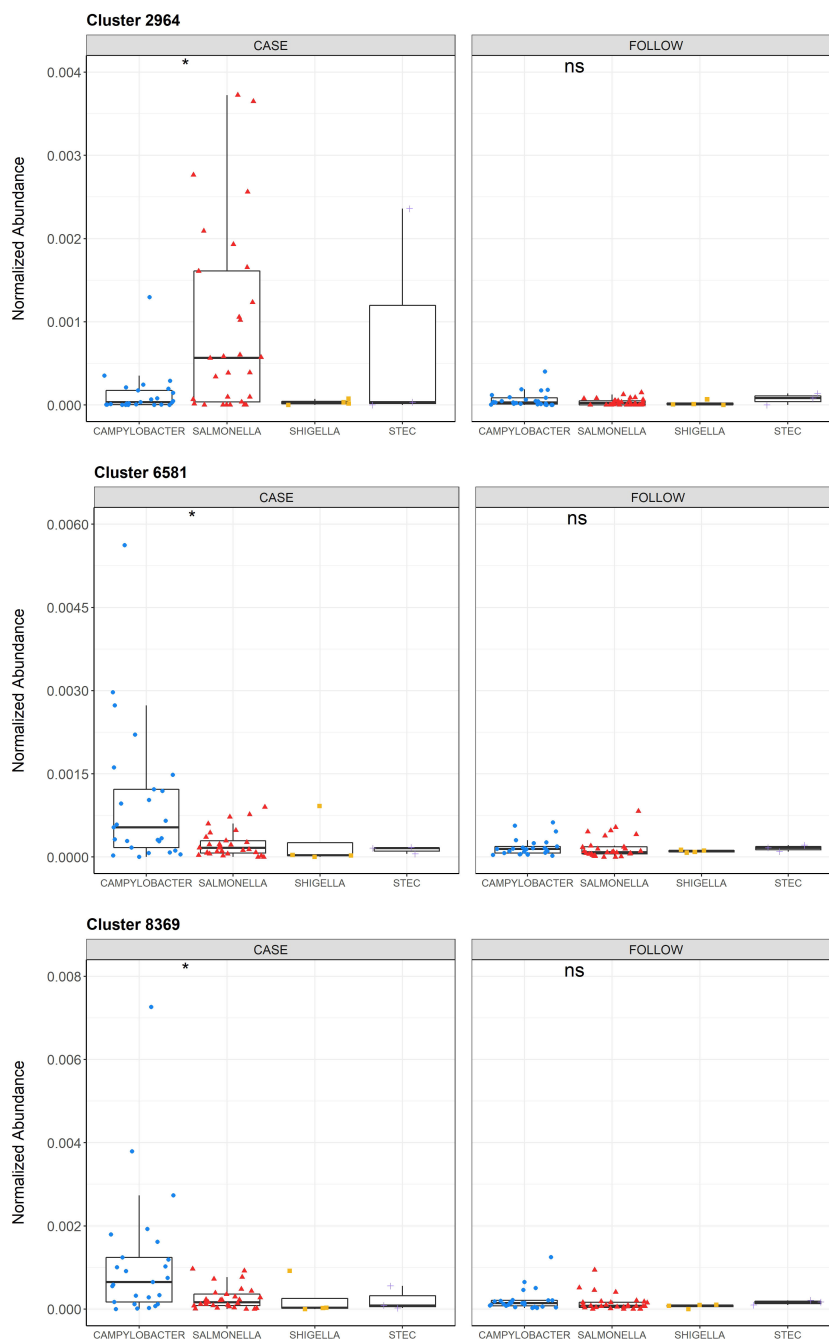 Cluster 2964
CASE
FOLLOW
*
ns
Normalized Abundance
0.004
0.003
0.002
0.001
0.000
CAMPYLOBACTER SALMONELLA SHIGELLA STEC
CAMPYLOBACTER SALMONELLA SHIGELLA STEC
Cluster 6581
CASE
FOLLOW
*
ns
Normalized Abundance
0.0060
0.0045
0.0030
0.0015
0.0000
CAMPYLOBACTER SALMONELLA SHIGELLA STEC
CAMPYLOBACTER SALMONELLA SHIGELLA STEC
Cluster 8369
CASE
FOLLOW
*
ns
Normalized Abundance
0.008
0.006
0.004
0.002
0.000
CAMPYLOBACTER SALMONELLA SHIGELLA STEC
CAMPYLOBACTER SALMONELLA SHIGELLA STEC